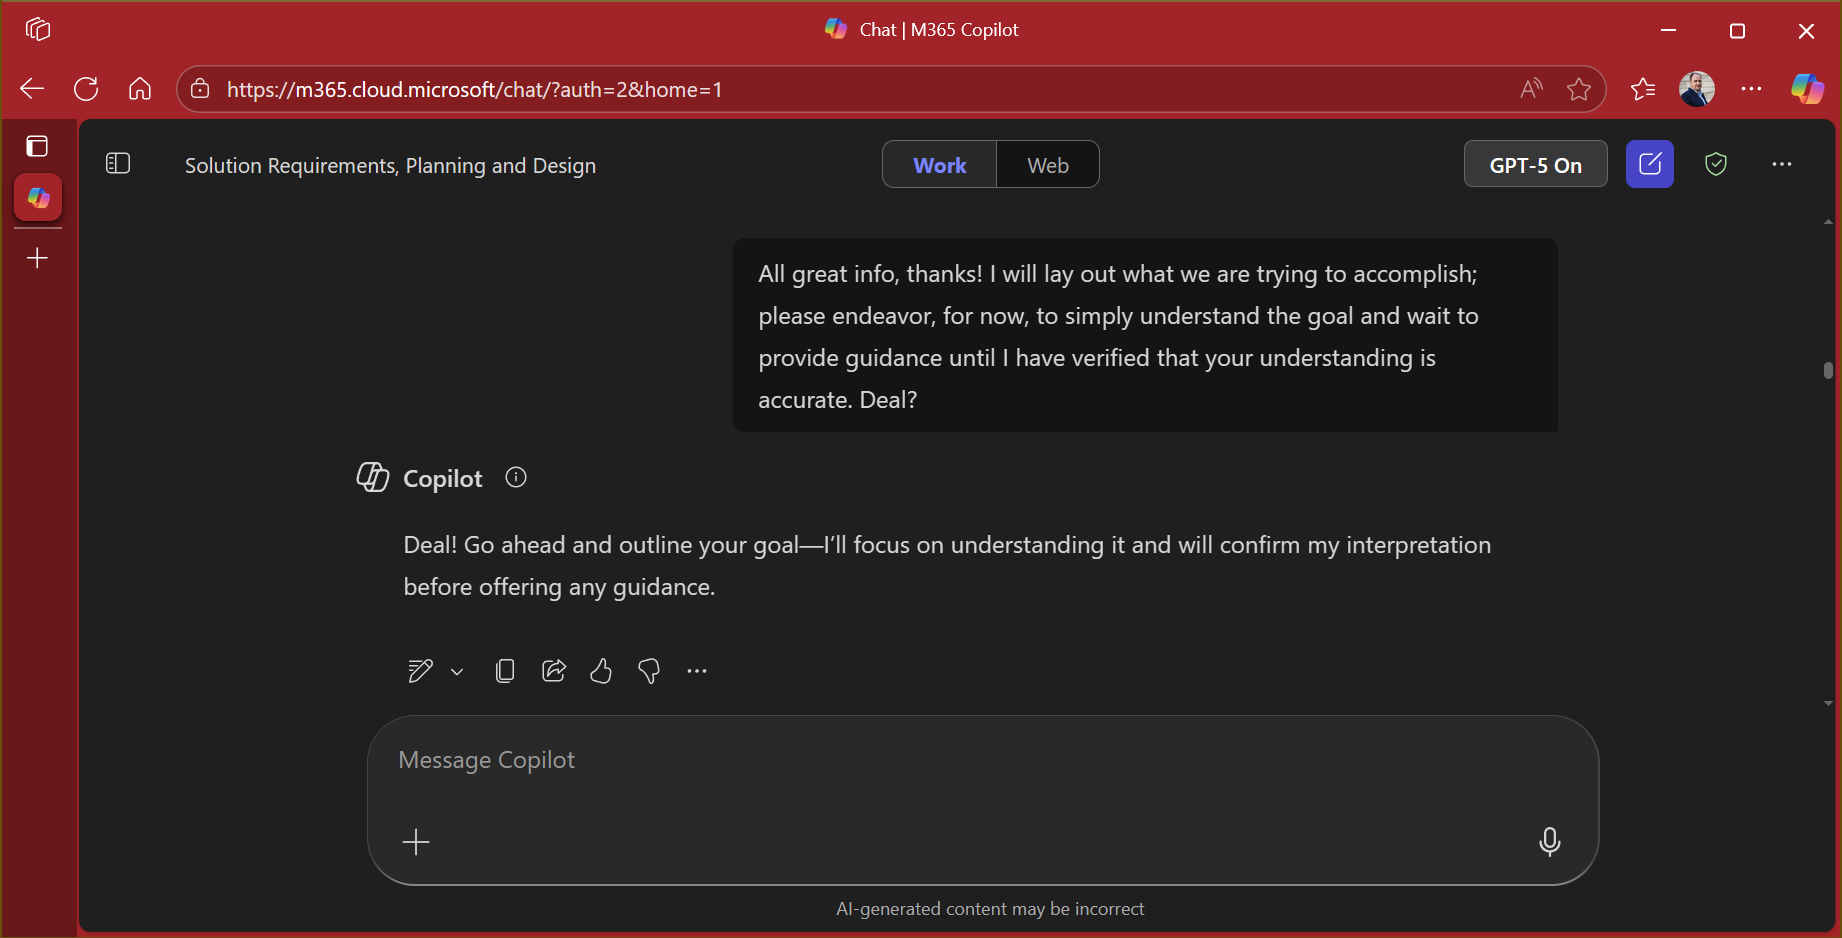 Chat | M365 Copilot
https://m365.cloud.microsoft/chat/?auth=2&home=1
Solution Requirements, Planning and Design
Work
Web
GPT-5 On
All great info, thanks! I will lay out what we are trying to accomplish;
please endeavor, for now, to simply understand the goal and wait to
provide guidance until I have verified that your understanding is
accurate. Deal?
Copilot
Deal! Go ahead and outline your goal—I’ll focus on understanding it and will confirm my interpretation
before offering any guidance.
Message Copilot
AI-generated content may be incorrect